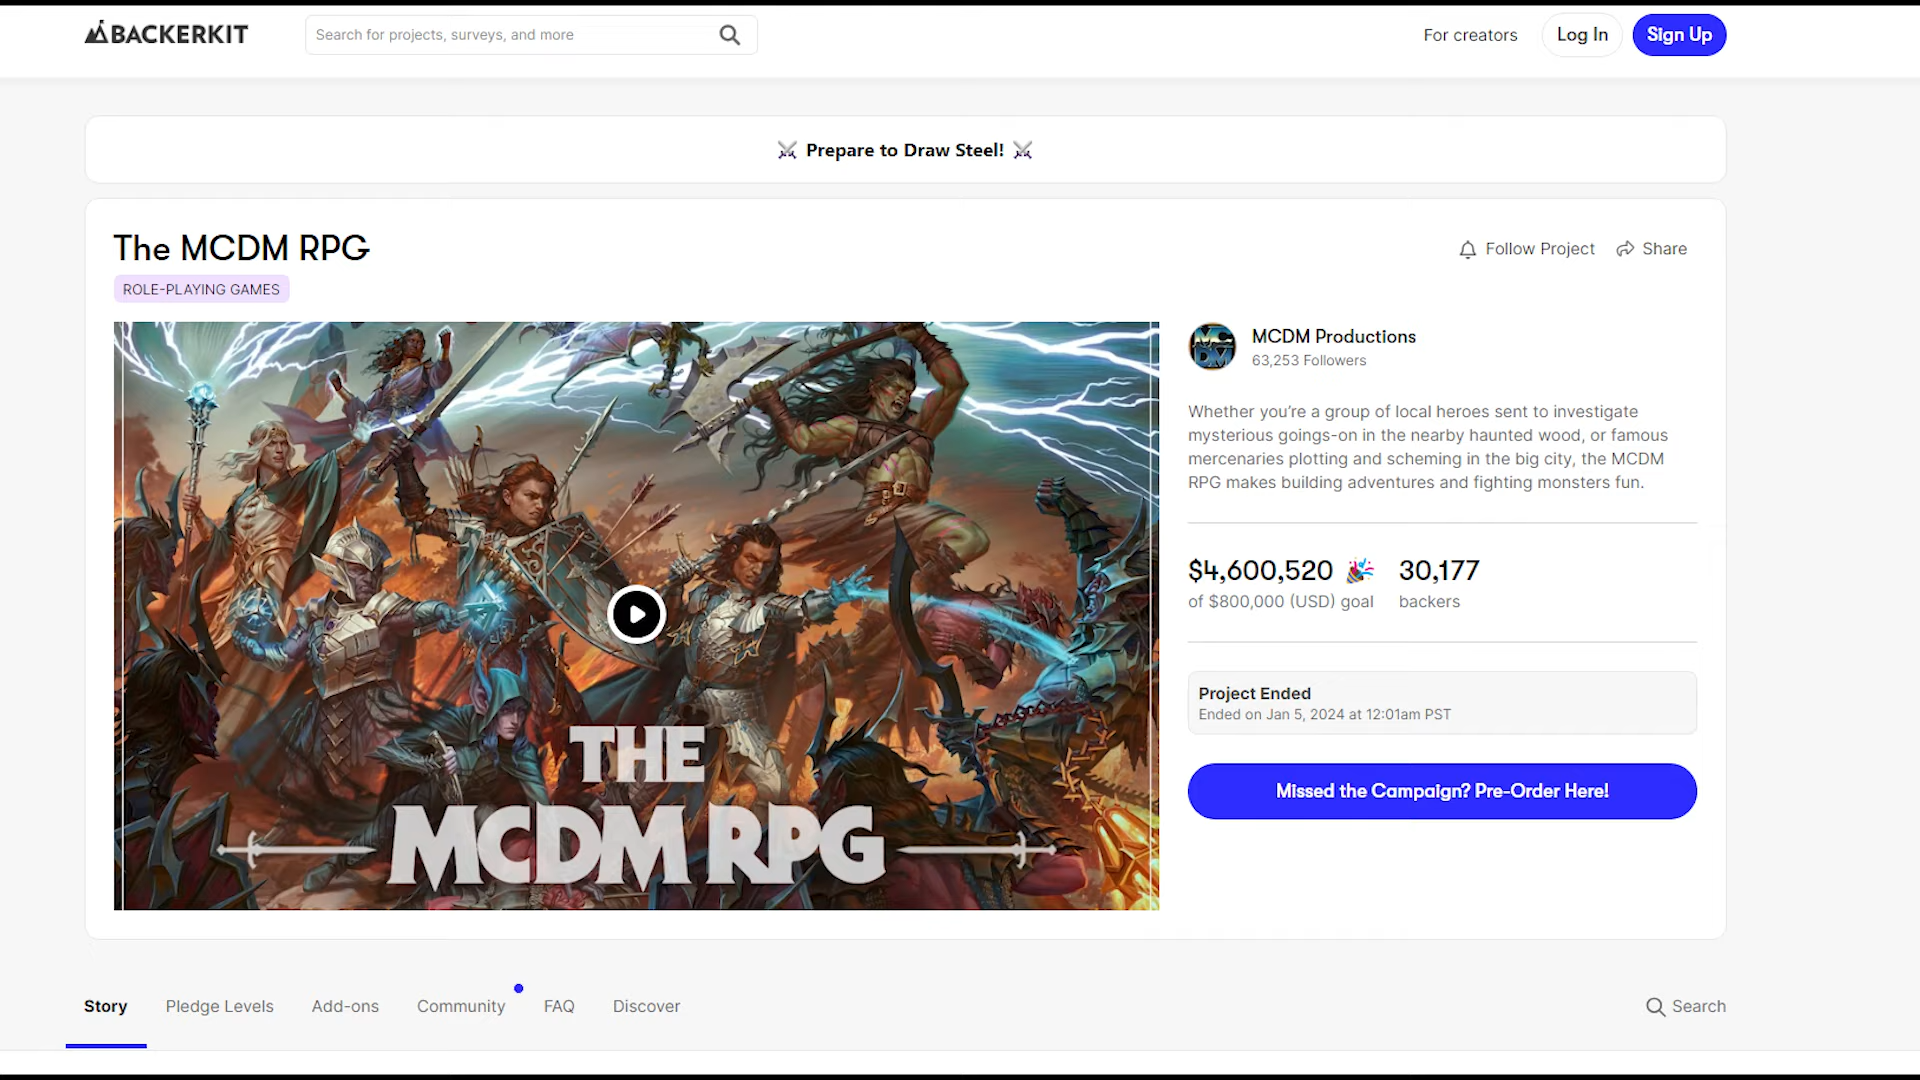 BACKERKIT
Search for projects, surveys, and more
For creators
Log In
Sign Up
Prepare to Draw Steel!
The MCDM RPG
ROLE-PLAYING GAMES
Follow Project
Share
MCDM
MCDM Productions
63,253 Followers
Whether you’re a group of local heroes sent to investigate
mysterious goings-on in the nearby haunted wood, or famous
mercenaries plotting and scheming in the big city, the MCDM
RPG makes building adventures and fighting monsters fun.
$4,600,520
of $800,000 (USD) goal
30,177
backers
Project Ended
Ended on Jan 5, 2024 at 12:01am PST
Missed the Campaign? Pre-Order Here!
THE
MCDM RPG
Story
Pledge Levels
Add-ons
Community
FAQ
Discover
Search